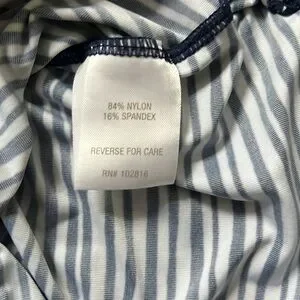 84% NYLON
16% SPANDEX
REVERSE FOR CARE
RN# 102816